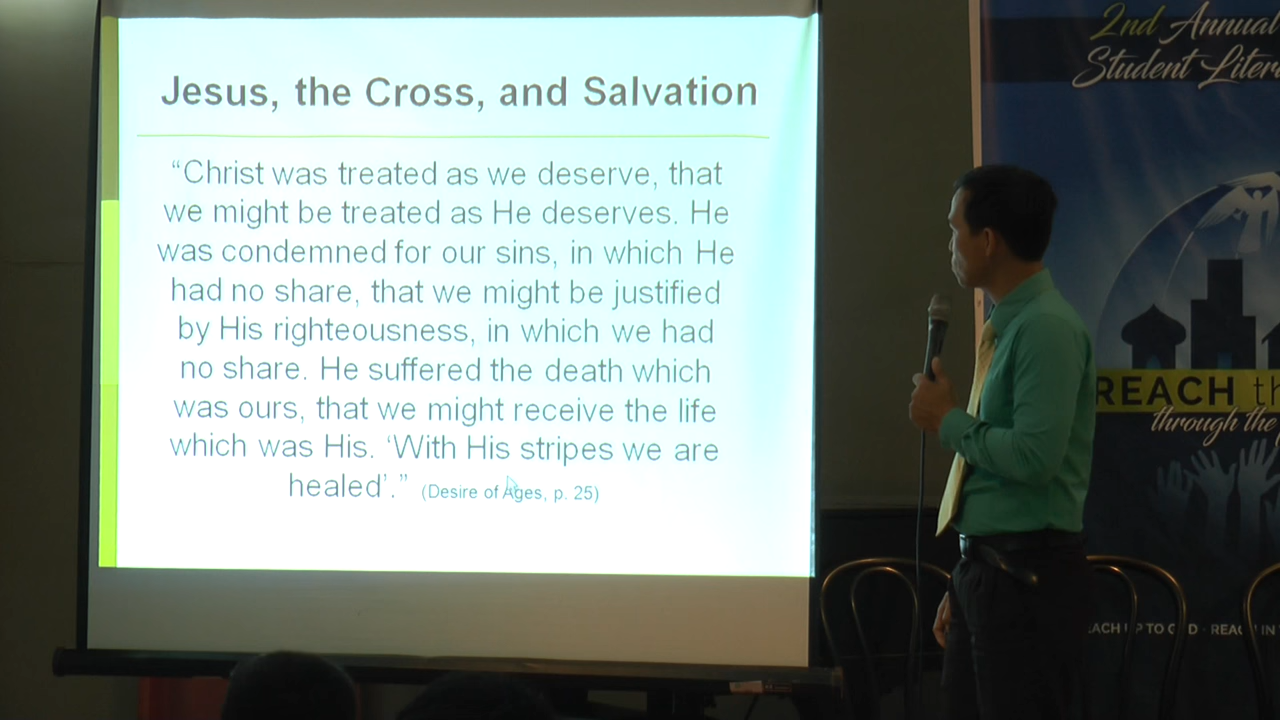 Jesus, the Cross, and Salvation
“Christ was treated as we deserve, that
we might be treated as He deserves. He
was condemned for our sins, in which He
had no share, that we might be justified
by His righteousness, in which we had
no share. He suffered the death which
was ours, that we might receive the life
which was His. ‘With His stripes we are
healed’.” (Desire of Ages, p. 25)
2nd Annual
Student
REACH
through the
REACH IN